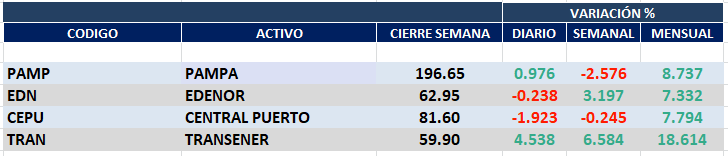 VARIACIÓN %
CODIGO ACTIVO CIERRE SEMANA DIARIO SEMANAL MENSUAL
PAMP PAMPA 196.65 0.976 -2.576 8.737
EDN EDENOR 62.95 -0.238 3.197 7.332
CEPU CENTRAL PUERTO 81.60 -1.923 -0.245 7.794
TRAN TRANSENER 59.90 4.538 6.584 18.614